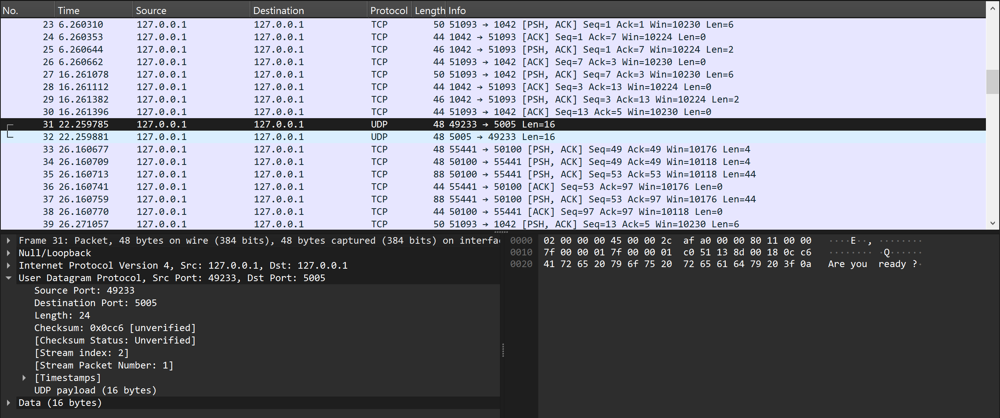 No. Time Source Destination Protocol Length Info
23 6.260310 127.0.0.1 127.0.0.1 TCP 50 51093 → 1042 [PSH, ACK] Seq=1 Ack=1 Win=10230 Len=6
24 6.260353 127.0.0.1 127.0.0.1 TCP 44 1042 → 51093 [ACK] Seq=1 Ack=7 Win=10224 Len=0
25 6.260644 127.0.0.1 127.0.0.1 TCP 46 1042 → 51093 [PSH, ACK] Seq=1 Ack=7 Win=10224 Len=2
26 6.260662 127.0.0.1 127.0.0.1 TCP 44 51093 → 1042 [ACK] Seq=7 Ack=3 Win=10230 Len=0
27 16.261078 127.0.0.1 127.0.0.1 TCP 50 51093 → 1042 [PSH, ACK] Seq=7 Ack=3 Win=10230 Len=6
28 16.261112 127.0.0.1 127.0.0.1 TCP 44 1042 → 51093 [ACK] Seq=3 Ack=13 Win=10224 Len=0
29 16.261382 127.0.0.1 127.0.0.1 TCP 46 1042 → 51093 [PSH, ACK] Seq=3 Ack=13 Win=10224 Len=2
30 16.261396 127.0.0.1 127.0.0.1 TCP 44 51093 → 1042 [ACK] Seq=13 Ack=5 Win=10230 Len=0
31 22.259785 127.0.0.1 127.0.0.1 UDP 48 49233 → 5005 Len=16
32 22.259881 127.0.0.1 127.0.0.1 UDP 48 5005 → 49233 Len=16
33 26.160677 127.0.0.1 127.0.0.1 TCP 48 55441 → 50100 [PSH, ACK] Seq=49 Ack=49 Win=10176 Len=4
34 26.160709 127.0.0.1 127.0.0.1 TCP 48 50100 → 55441 [PSH, ACK] Seq=49 Ack=49 Win=10118 Len=4
35 26.160713 127.0.0.1 127.0.0.1 TCP 88 50100 → 55441 [PSH, ACK] Seq=53 Ack=53 Win=10118 Len=44
36 26.160741 127.0.0.1 127.0.0.1 TCP 44 55441 → 50100 [ACK] Seq=53 Ack=97 Win=10176 Len=0
37 26.160759 127.0.0.1 127.0.0.1 TCP 88 55441 → 50100 [PSH, ACK] Seq=53 Ack=97 Win=10176 Len=44
38 26.160770 127.0.0.1 127.0.0.1 TCP 44 50100 → 55441 [ACK] Seq=97 Ack=97 Win=10118 Len=0
39 26.271057 127.0.0.1 127.0.0.1 TCP 50 51093 → 1042 [PSH, ACK] Seq=13 Ack=5 Win=10230 Len=6
Frame 31: Packet, 48 bytes on wire (384 bits), 48 bytes captured (384 bits) on interfa
Null/Loopback
Internet Protocol Version 4, Src: 127.0.0.1, Dst: 127.0.0.1
User Datagram Protocol, Src Port: 49233, Dst Port: 5005
Source Port: 49233
Destination Port: 5005
Length: 24
Checksum: 0x0cc6 [unverified]
[Checksum Status: Unverified]
[Stream index: 2]
[Stream Packet Number: 1]
[Timestamps]
UDP payload (16 bytes)
Data (16 bytes)
0000 02 00 00 00 45 00 00 2c af a0 00 00 80 11 00 00 ····E··, ········
0010 7f 00 00 01 7f 00 00 01 c0 51 13 8d 00 18 0c c6 ········ ·Q······
0020 41 72 65 20 79 6f 75 20 72 65 61 64 79 20 3f 0a Are you ready ?·